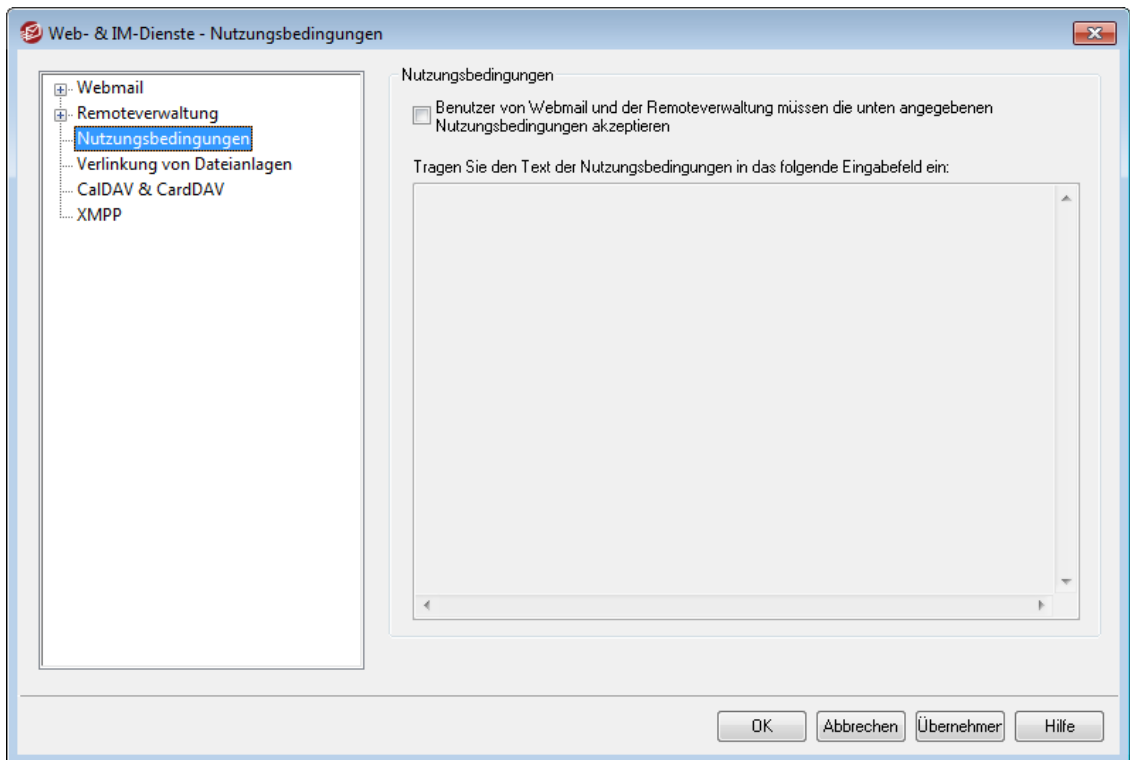 Web- & IM-Dienste - Nutzungsbedingungen
Webmail
Remoteverwaltung
Nutzungsbedingungen
Verlinkung von Dateianlagen
CalDAV & CardDAV
XMPP
Nutzungsbedingungen
Benutzer von Webmail und der Remoteverwaltung müssen die unten angegebenen
Nutzungsbedingungen akzeptieren
Tragen Sie den Text der Nutzungsbedingungen in das folgende Eingabefeld ein:
OK
Abbrechen
Übernehmer
Hilfe